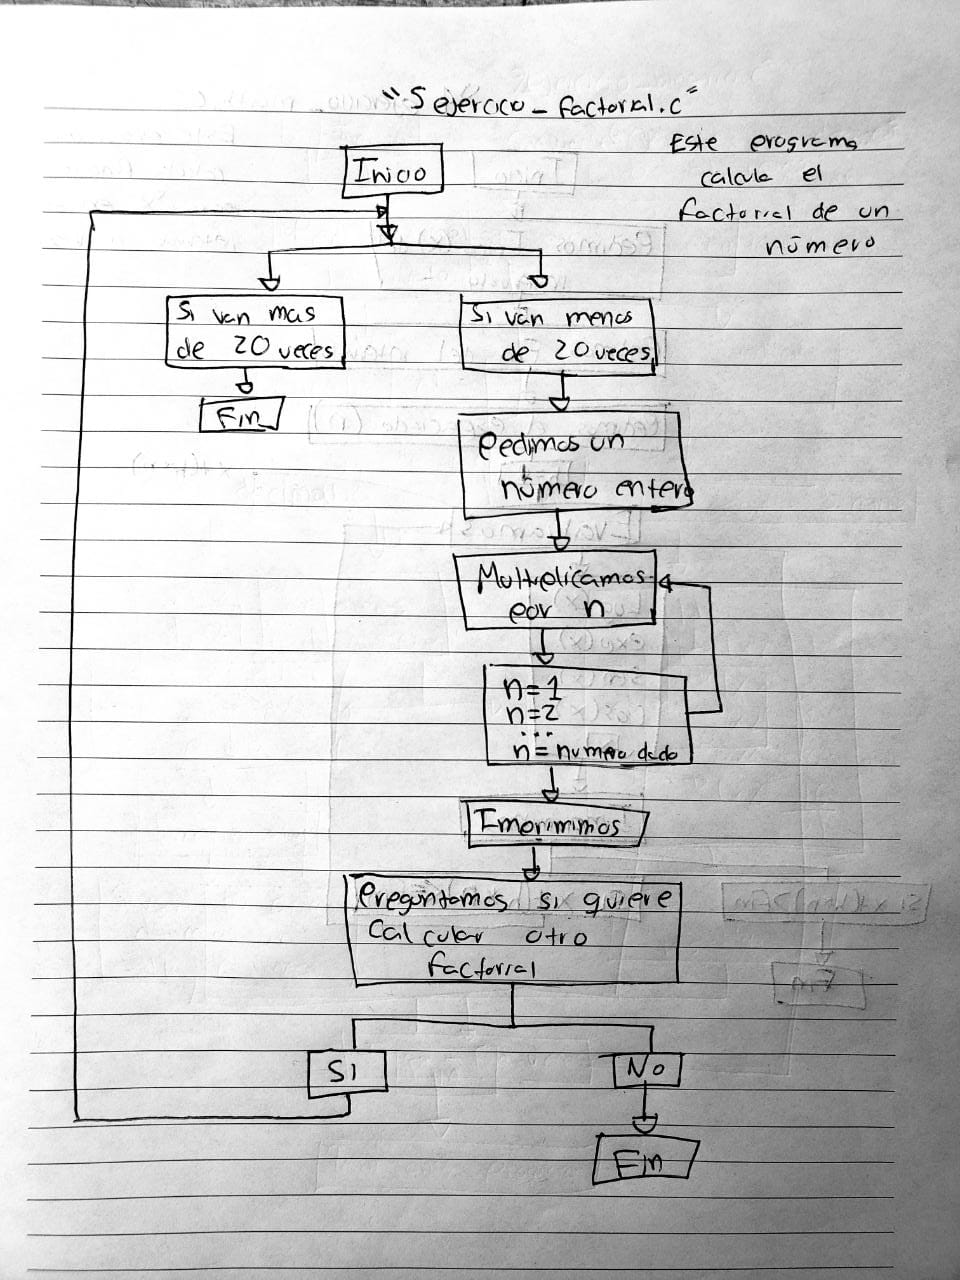 "5 ejercicio_factorial.c"
Este programa
calcula el
factorial de un
número
Inicio
Si van mas
de 20 veces
Fin
Si van menos
de 20 veces
Pedimos un
número entero
Multiplicamos
por n
n=1
n=2
...
n=numero dado
Imprimimos
Preguntamos si quiere
Calcular otro
factorial
Si
No
Fin